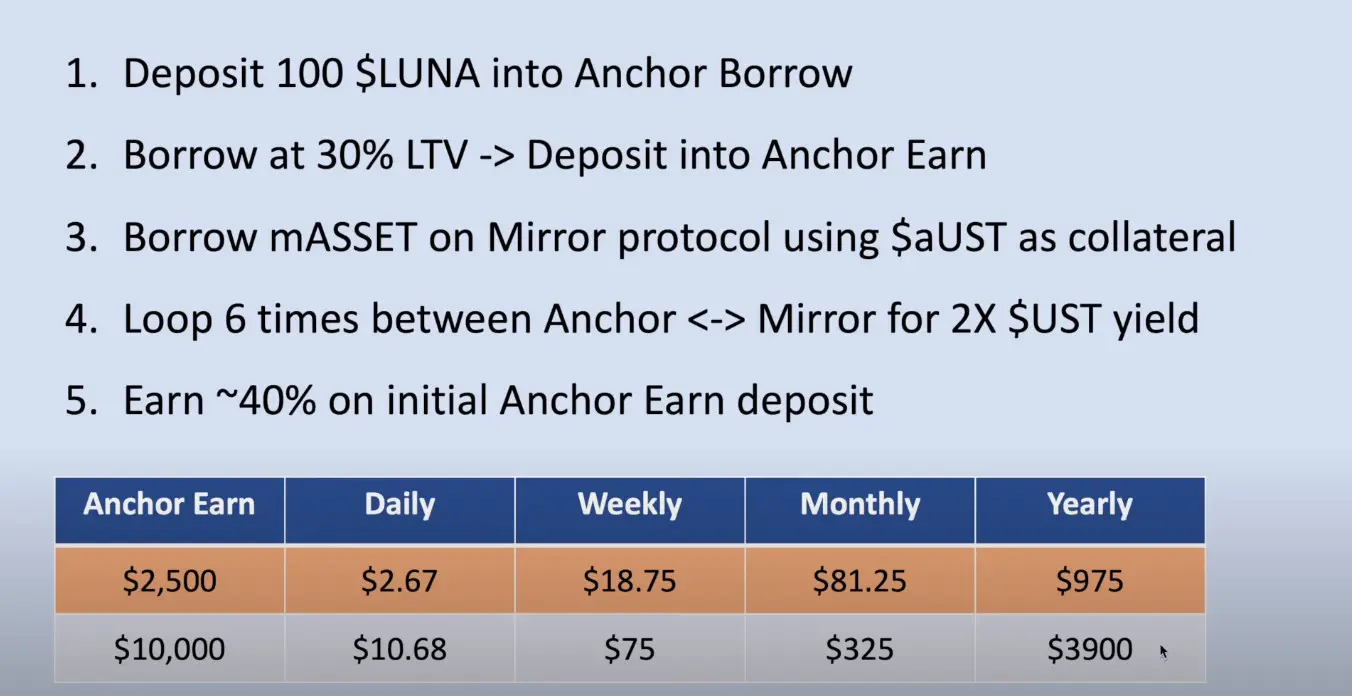 1. Deposit 100 $LUNA into Anchor Borrow
2. Borrow at 30% LTV -> Deposit into Anchor Earn
3. Borrow mASSET on Mirror protocol using $aUST as collateral
4. Loop 6 times between Anchor <-> Mirror for 2X $UST yield
5. Earn ~40% on initial Anchor Earn deposit
Anchor Earn Daily Weekly Monthly Yearly
$2,500 $2.67 $18.75 $81.25 $975
$10,000 $10.68 $75 $325 $3900